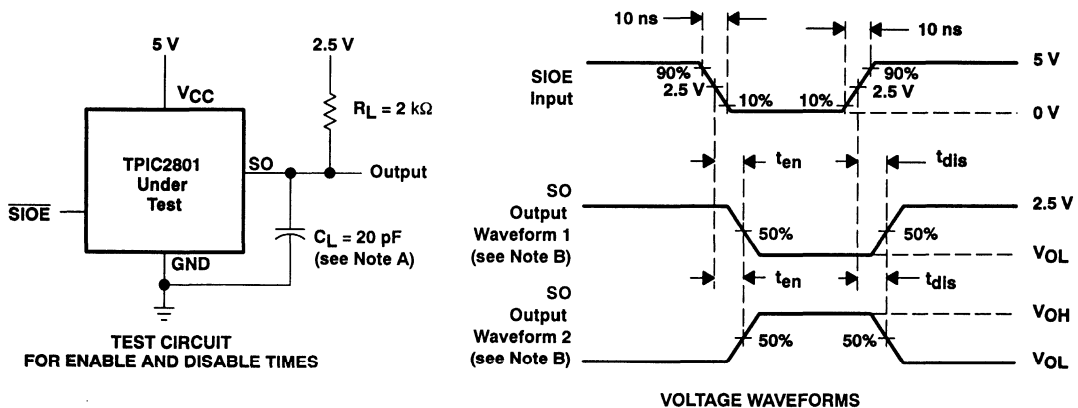 5 V
2.5 V
VCC
RL = 2 kΩ
TPIC2801
Under
Test
SO
Output
SIOE
CL = 20 pF
(see Note A)
GND
TEST CIRCUIT
FOR ENABLE AND DISABLE TIMES
10 ns
10 ns
SIOE
Input
90%
2.5 V
10%
10%
90%
2.5 V
5 V
0 V
ten
tdis
SO
Output
Waveform 1
(see Note B)
50%
50%
2.5 V
VOL
ten
tdis
SO
Output
Waveform 2
(see Note B)
50%
50%
VOH
VOL
VOLTAGE WAVEFORMS